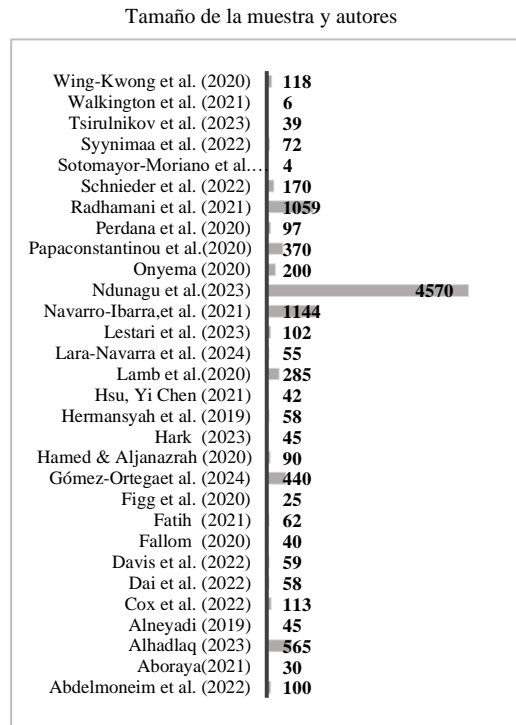 Tamaño de la muestra y autores
Wing-Kwong et al. (2020) 118
Walkington et al. (2021) 6
Tsirulnikov et al. (2023) 39
Syynimaa et al. (2022) 72
Sotomayor-Moriano et al.… 4
Schnieder et al. (2022) 170
Radhamani et al. (2021) 1059
Perdana et al. (2020) 97
Papaconstantinou et al.(2020) 370
Onyema (2020) 200
Ndunagu et al.(2023) 4570
Navarro-Ibarra,et al. (2021) 1144
Lestari et al. (2023) 102
Lara-Navarra et al. (2024) 55
Lamb et al.(2020) 285
Hsu, Yi Chen (2021) 42
Hermansyah et al. (2019) 58
Hark (2023) 45
Hamed & Aljanazrah (2020) 90
Gómez-Ortegaet al. (2024) 440
Figg et al. (2020) 25
Fatih (2021) 62
Fallom (2020) 40
Davis et al. (2022) 59
Dai et al. (2022) 58
Cox et al. (2022) 113
Alneyadi (2019) 45
Alhadlaq (2023) 565
Aboraya(2021) 30
Abdelmoneim et al. (2022) 100